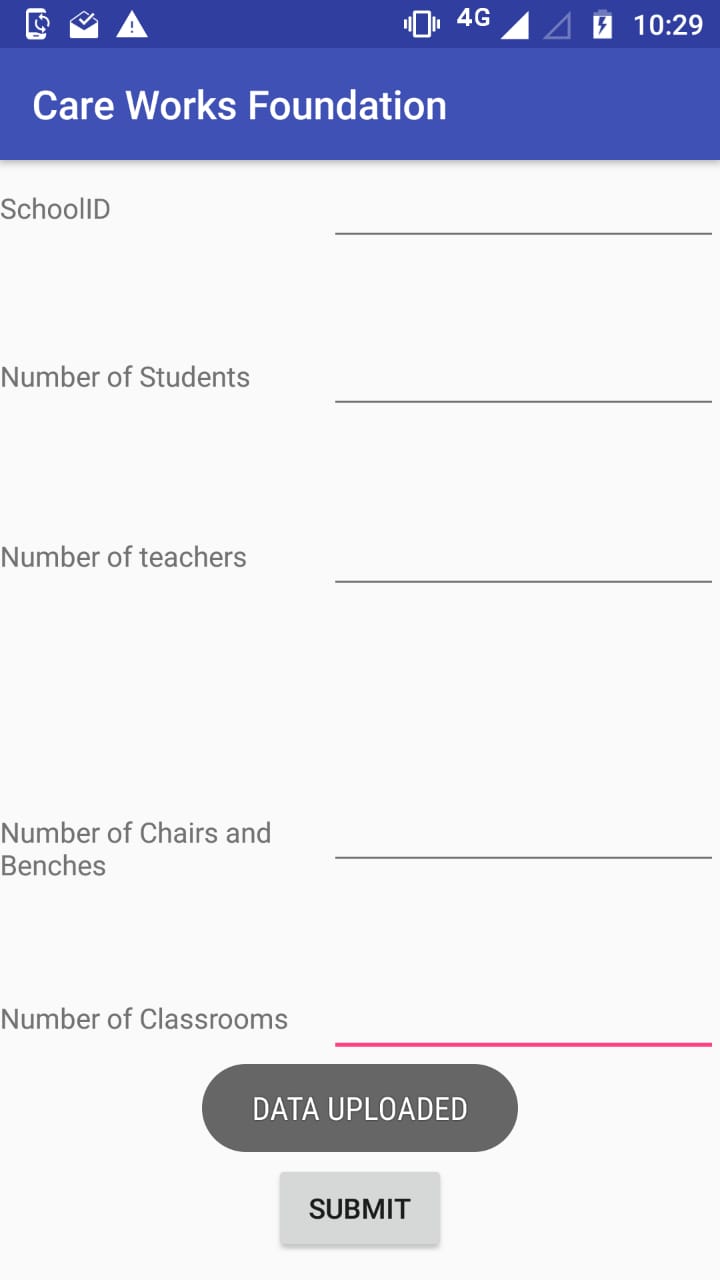 4G 10:29
Care Works Foundation
SchoolID
Number of Students
Number of teachers
Number of Chairs and
Benches
Number of Classrooms
DATA UPLOADED
SUBMIT